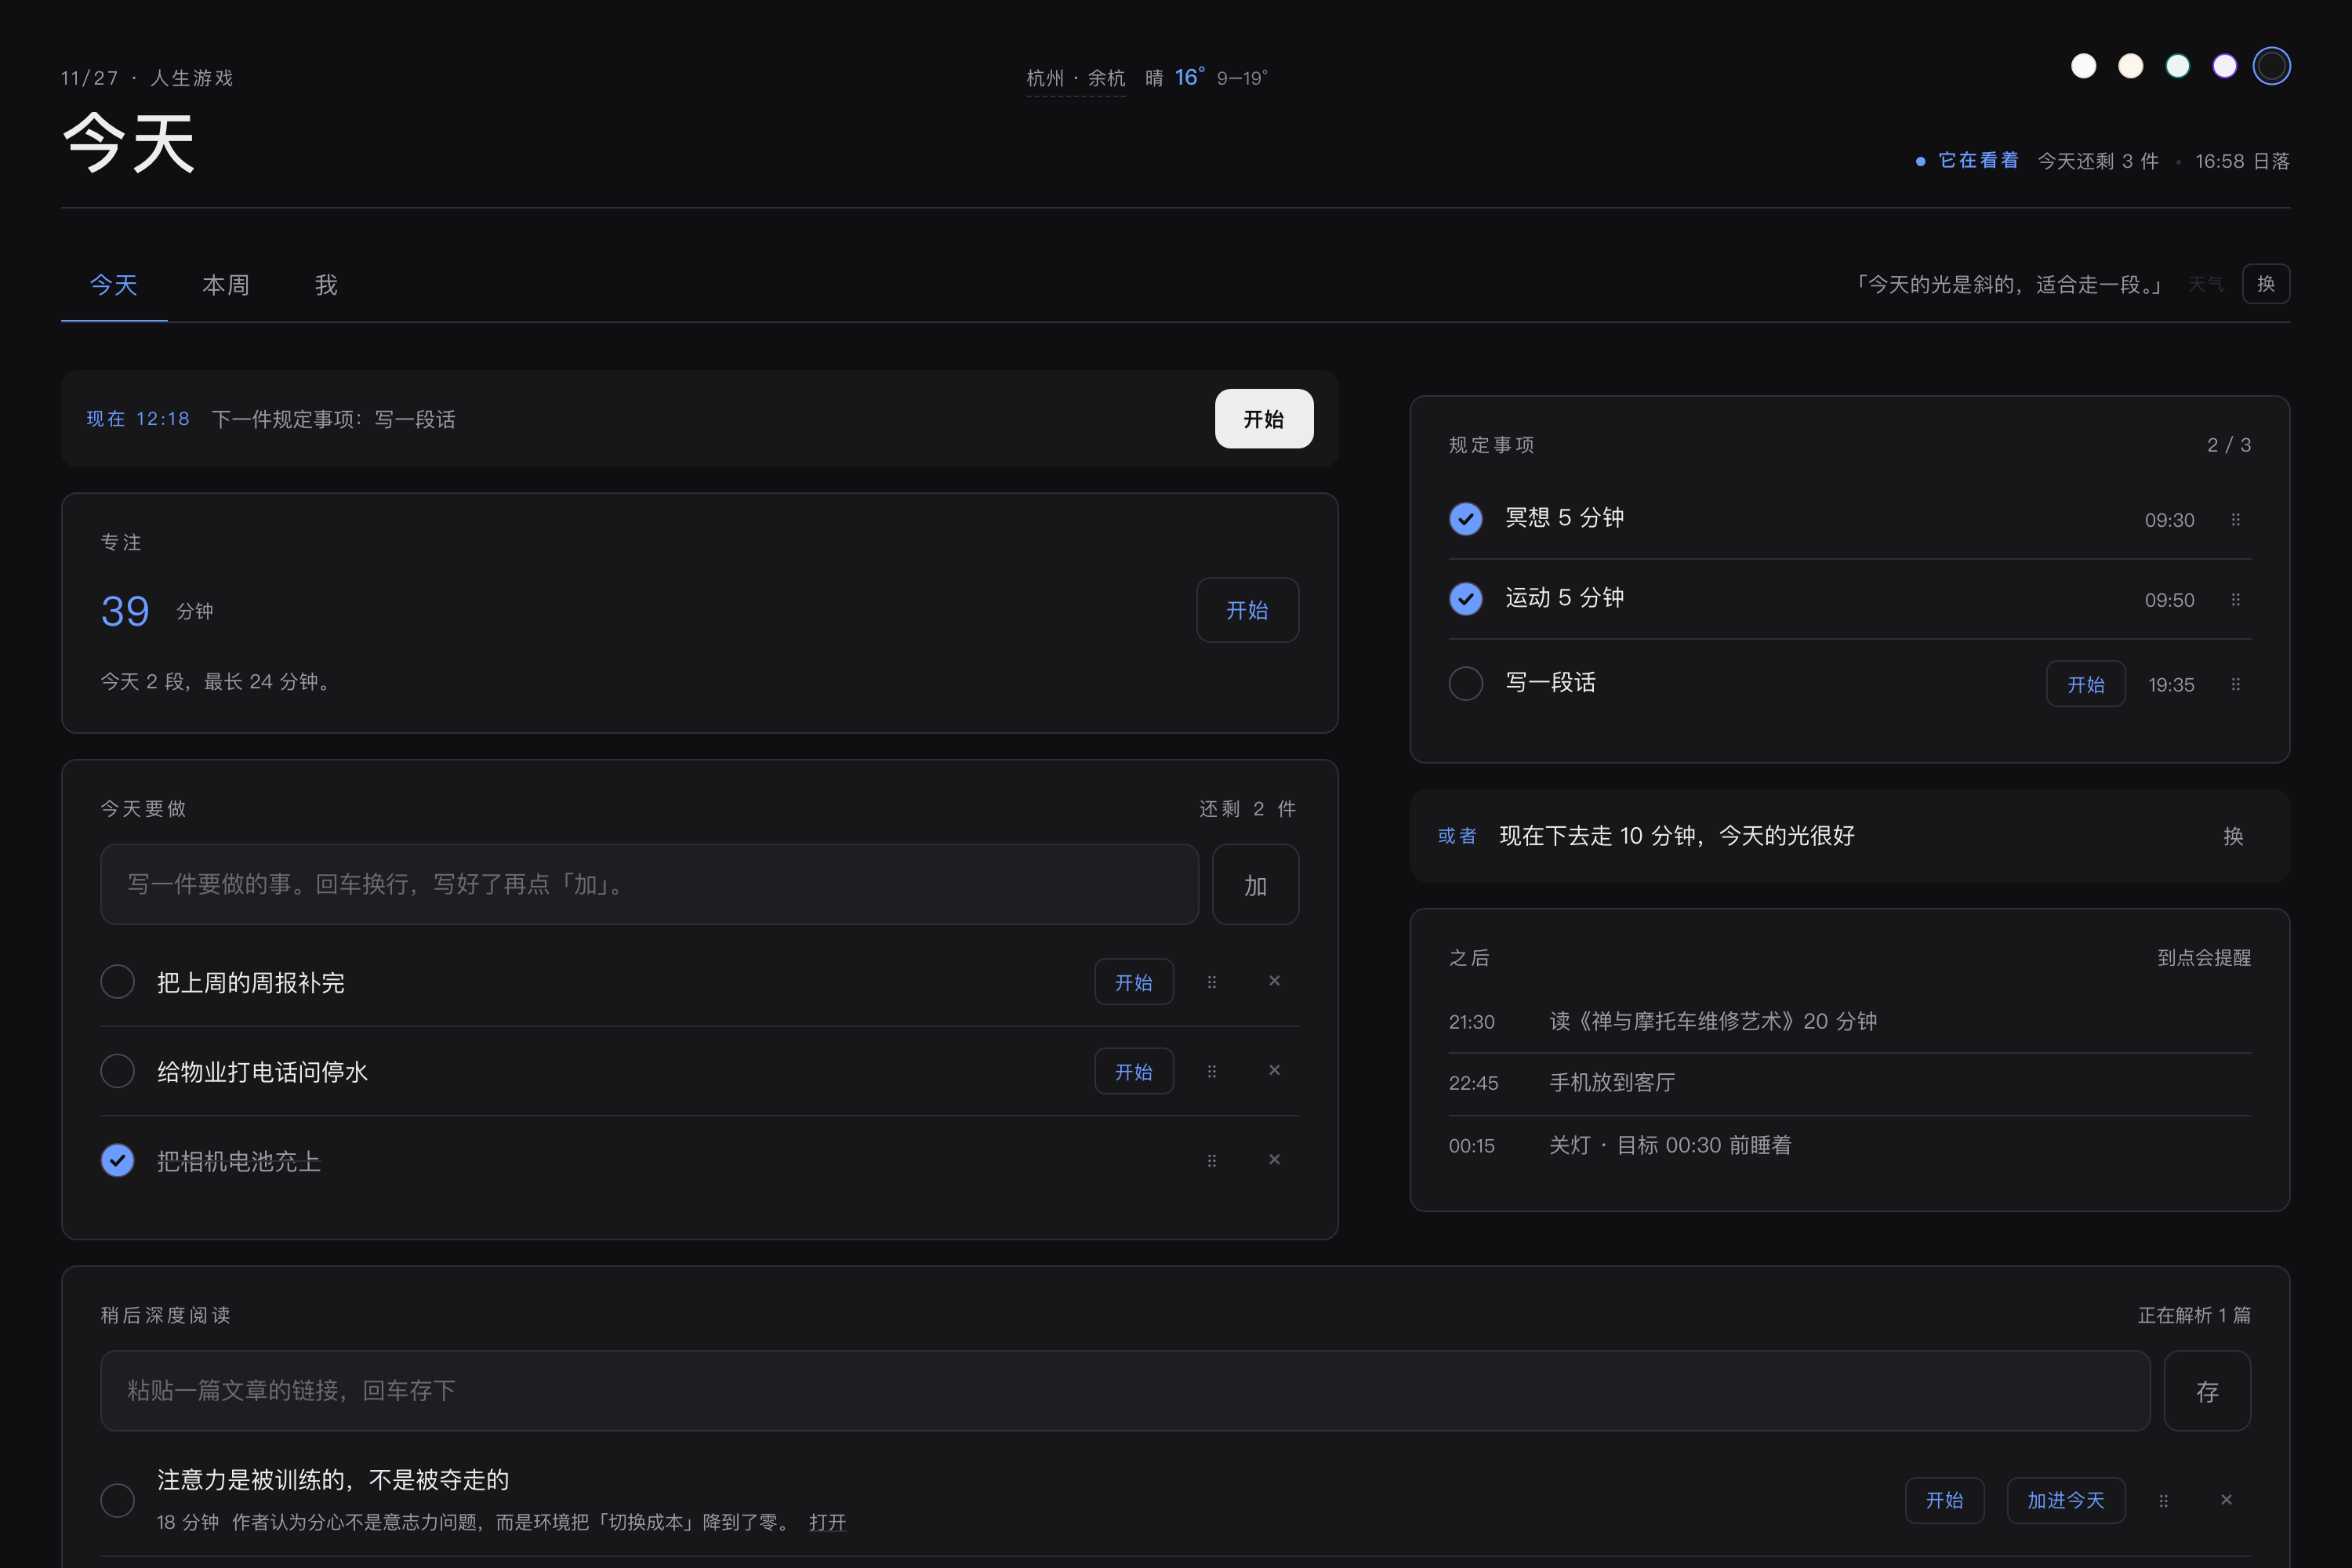 11/27 · 人生游戏
杭州 · 余杭 晴 16° 9—19°
今天
它在看着 今天还剩 3 件 · 16:58 日落
今天 本周 我
「今天的光是斜的，适合走一段。」 天气 换
现在 12:18 下一件规定事项：写一段话 开始
专注
39 分钟 开始
今天 2 段，最长 24 分钟。
今天要做 还剩 2 件
写一件要做的事。回车换行，写好了再点「加」。 加
把上周的周报补完 开始
给物业打电话问停水 开始
把相机电池充上
规定事项 2 / 3
冥想 5 分钟 09:30
运动 5 分钟 09:50
写一段话 开始 19:35
或者 现在下去走 10 分钟，今天的光很好 换
之后 到点会提醒
21:30 读《禅与摩托车维修艺术》20 分钟
22:45 手机放到客厅
00:15 关灯 · 目标 00:30 前睡着
稍后深度阅读 正在解析 1 篇
粘贴一篇文章的链接，回车存下 存
注意力是被训练的，不是被夺走的 开始 加进今天
18 分钟 作者认为分心不是意志力问题，而是环境把「切换成本」降到了零。 打开